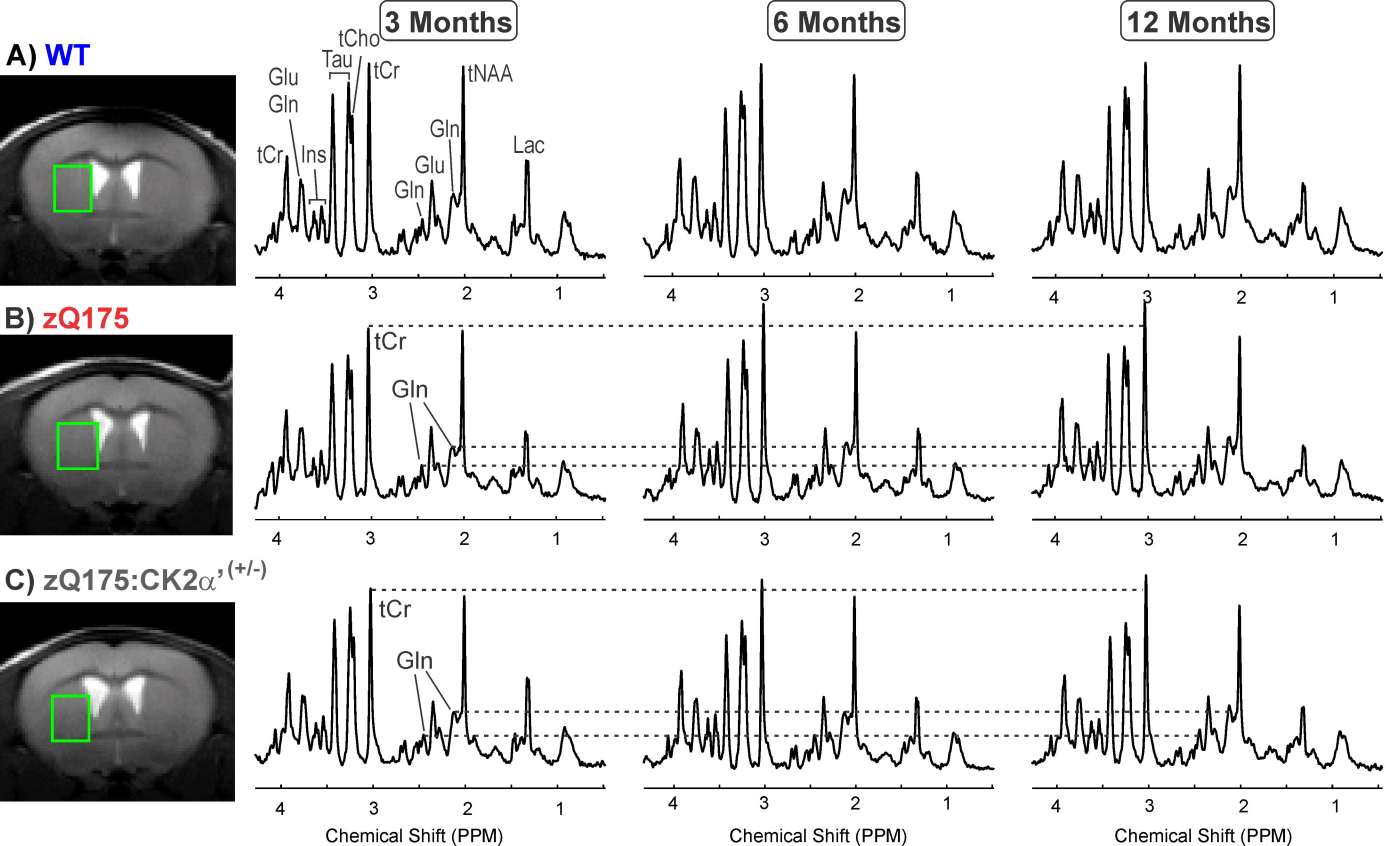 3 Months 6 Months 12 Months
A) WT
tCho
Tau
tCr
tNAA
Glu
Gln
tCr
Ins
Gln
Glu
Gln
Lac
4 3 2 1 4 3 2 1 4 3 2 1
B) zQ175
tCr
Gln
4 3 2 1 4 3 2 1 4 3 2 1
C) zQ175:CK2α’(+/-)
tCr
Gln
4 3 2 1 4 3 2 1 4 3 2 1
Chemical Shift (PPM) Chemical Shift (PPM) Chemical Shift (PPM)